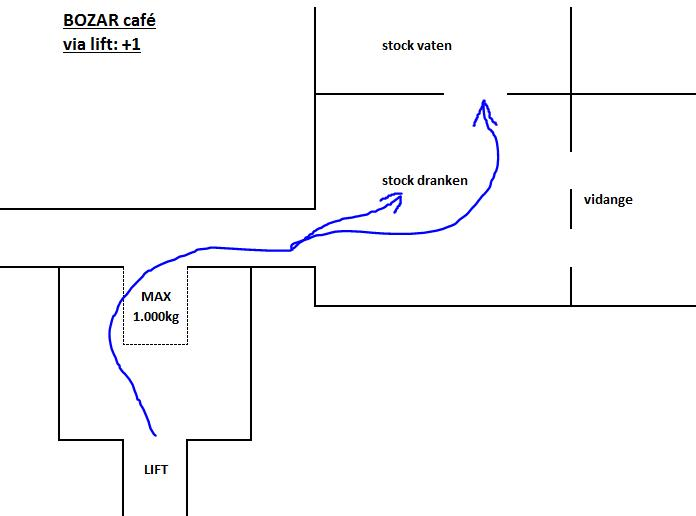 BOZAR café
via lift: +1
stock vaten
stock dranken
vidange
MAX
1.000kg
LIFT